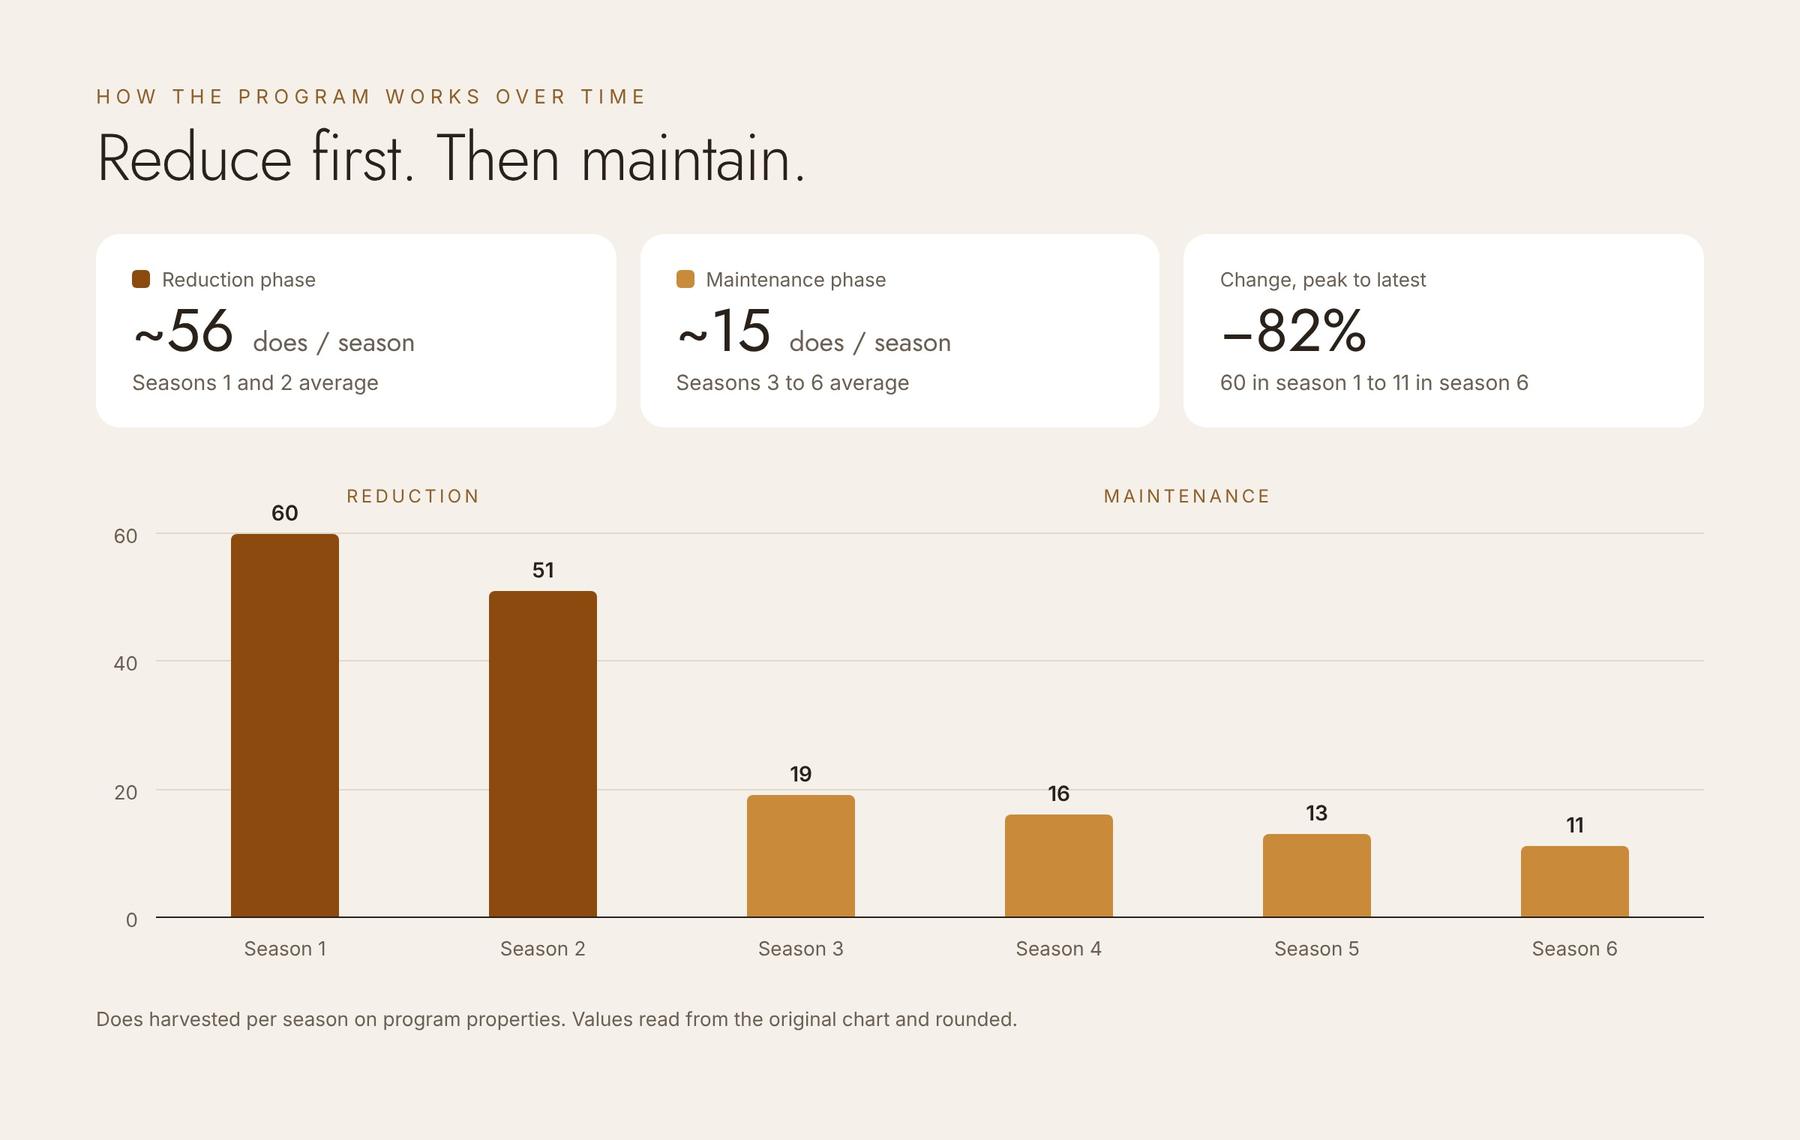 HOW THE PROGRAM WORKS OVER TIME
Reduce first. Then maintain.
Reduction phase
~56 does / season
Seasons 1 and 2 average
Maintenance phase
~15 does / season
Seasons 3 to 6 average
Change, peak to latest
−82%
60 in season 1 to 11 in season 6
REDUCTION
MAINTENANCE
60
51
19
16
13
11
60
40
20
0
Season 1
Season 2
Season 3
Season 4
Season 5
Season 6
Does harvested per season on program properties. Values read from the original chart and rounded.